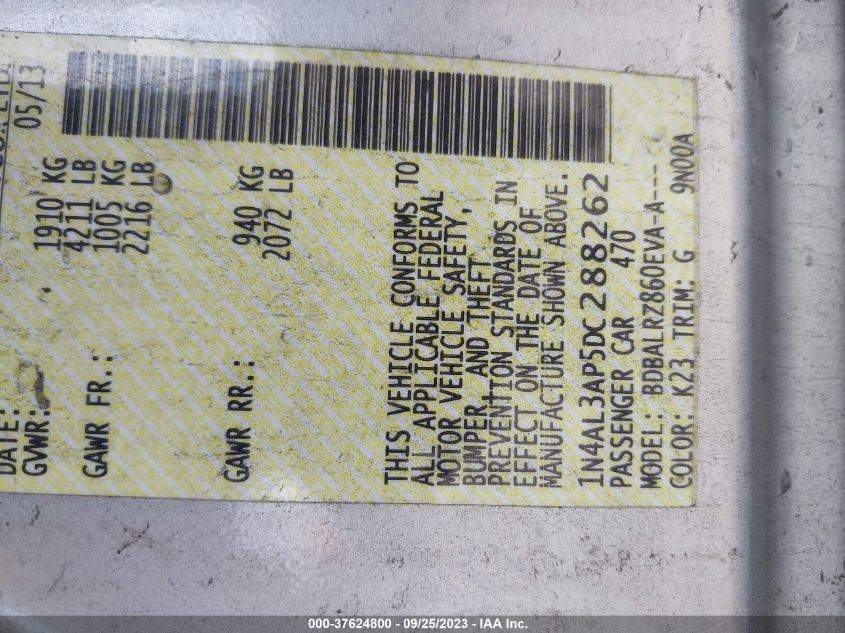 DATE: 05/13
GVWR: 1910 KG
4211 LB
GAWR FR.: 1005 KG
2216 LB
GAWR RR.: 940 KG
2072 LB
THIS VEHICLE CONFORMS TO
ALL APPLICABLE FEDERAL
MOTOR VEHICLE SAFETY,
BUMPER, AND THEFT
PREVENTION STANDARDS IN
EFFECT ON THE DATE OF
MANUFACTURE SHOWN ABOVE.
1N4AL3AP5DC288262
PASSENGER CAR 470
MODEL: BDBALRZ860EVA-A----
COLOR: K23 TRIM: G 9N00A
000-37624800 - 09/25/2023 - IAA Inc.